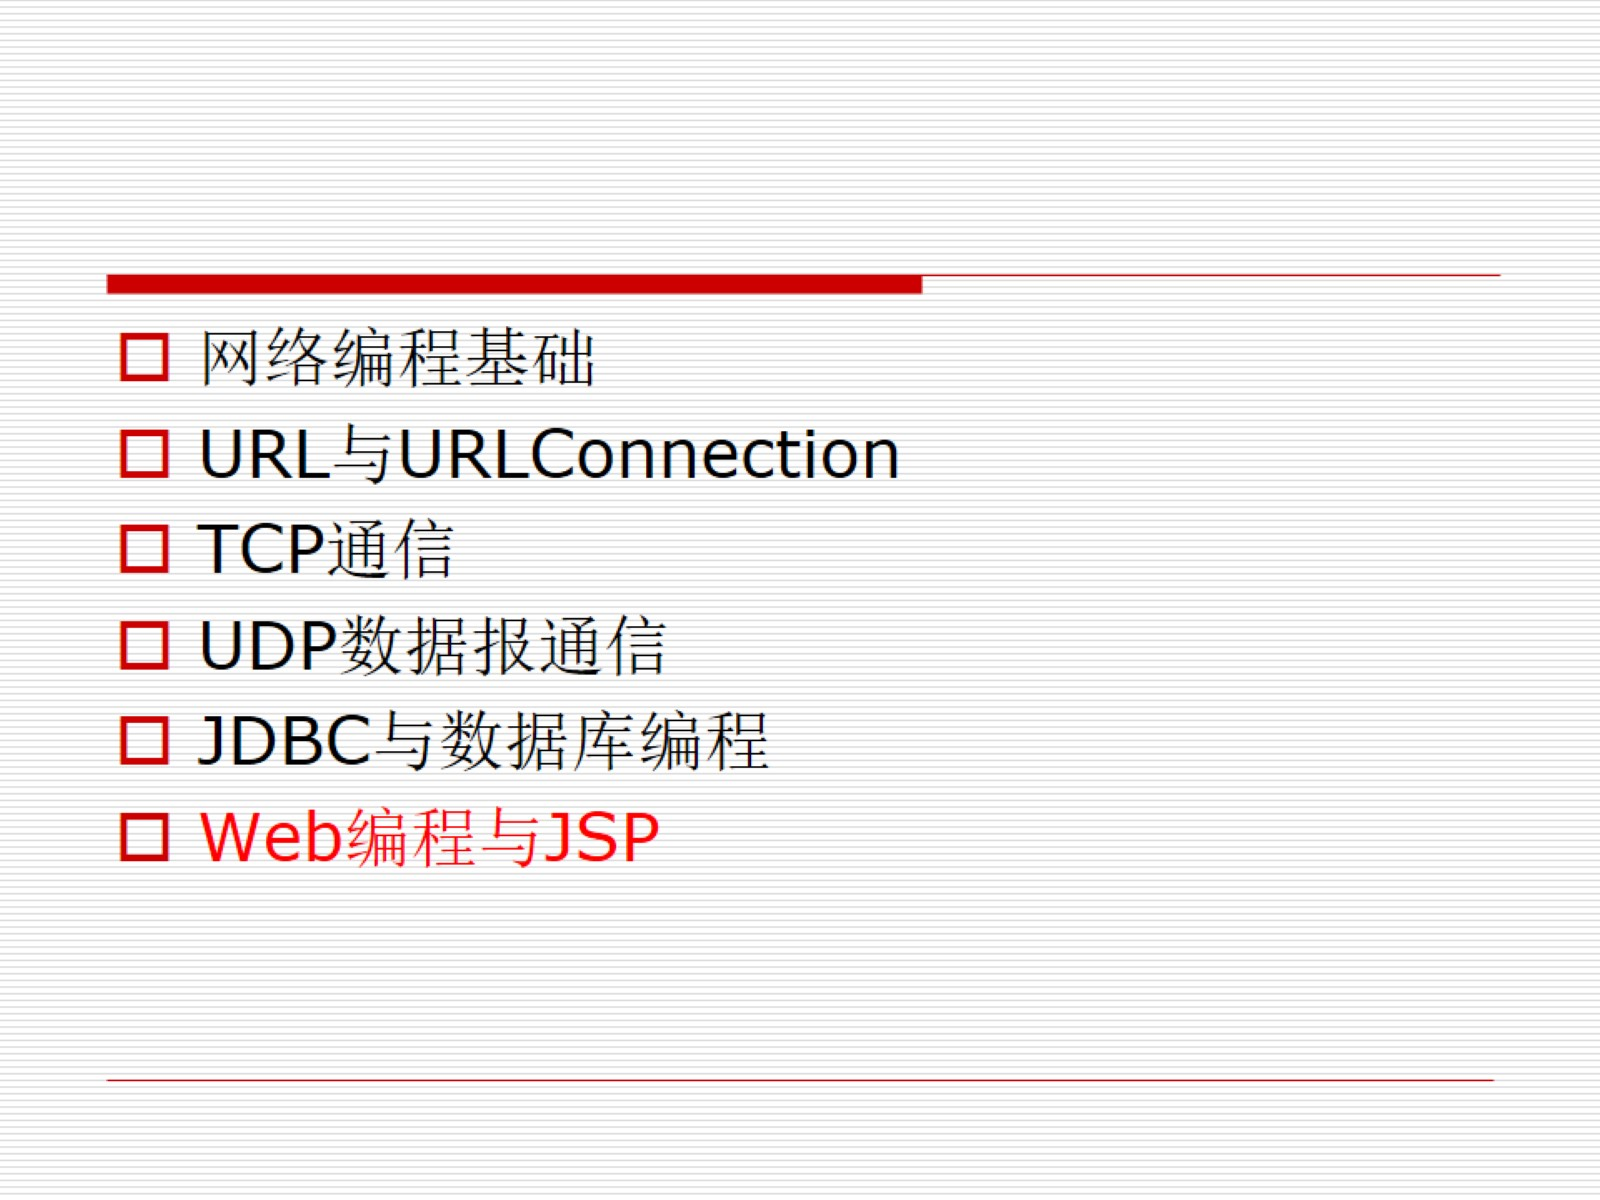 网络编程基础
URL与URLConnection
TCP通信
UDP数据报通信
JDBC与数据库编程
Web编程与JSP